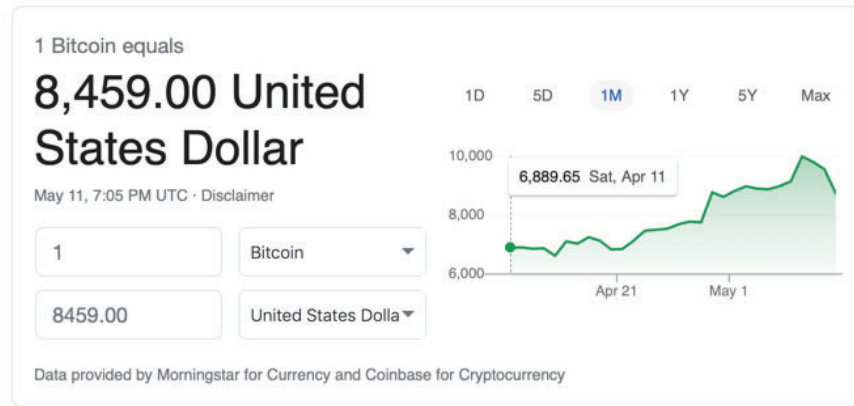 1 Bitcoin equals
8,459.00 United
States Dollar
May 11, 7:05 PM UTC · Disclaimer
1
Bitcoin
8459.00
United States Dolla
1D 5D 1M 1Y 5Y Max
10,000
6,889.65 Sat, Apr 11
8,000
6,000
Apr 21 May 1
Data provided by Morningstar for Currency and Coinbase for Cryptocurrency